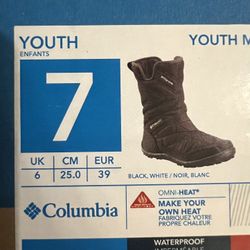 YOUTH
ENFANTS
YOUTH M
7
UK CM EUR
6 25.0 39
BLACK, WHITE / NOIR, BLANC
Columbia
OMNI-HEAT®
MAKE YOUR
OWN HEAT
FABRIQUEZ VOTRE
PROPRE CHALEUR
WATERPROOF
IMPERMÉABLE